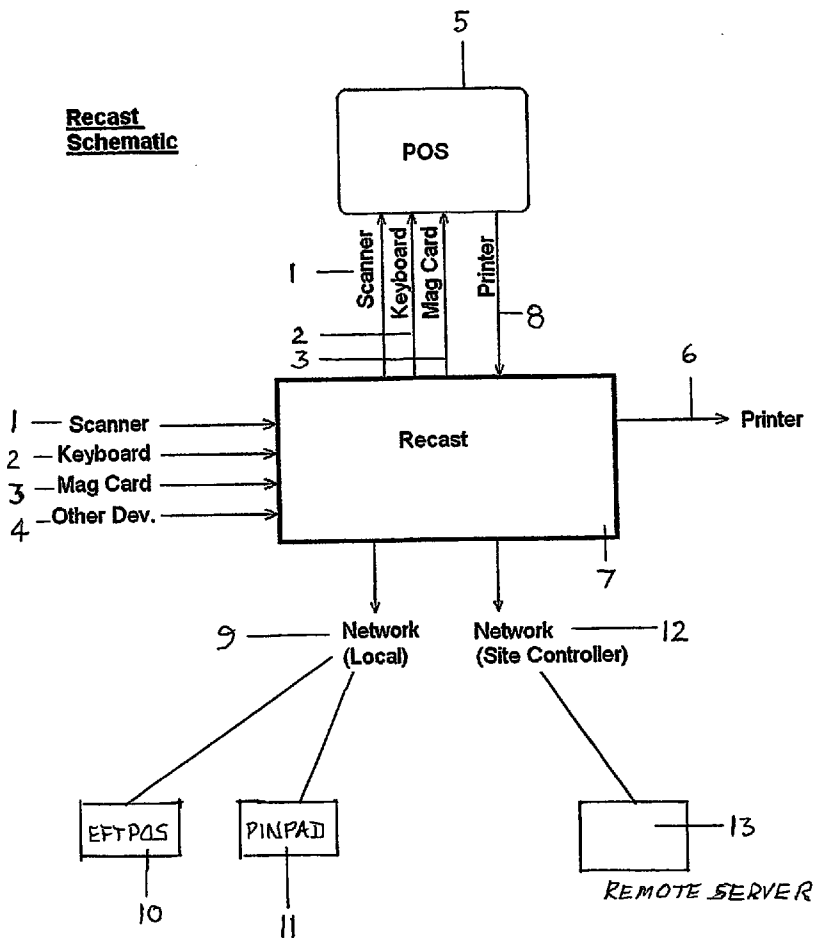 5
Recast
Schematic
POS
1
Scanner
Keyboard
Mag Card
Printer
2
3
8
6
1 Scanner
2 Keyboard
3 Mag Card
4 Other Dev.
Recast
Printer
7
9 Network
(Local)
Network
(Site Controller)
12
EFTPOS
PINPAD
13
REMOTE SERVER
10
11